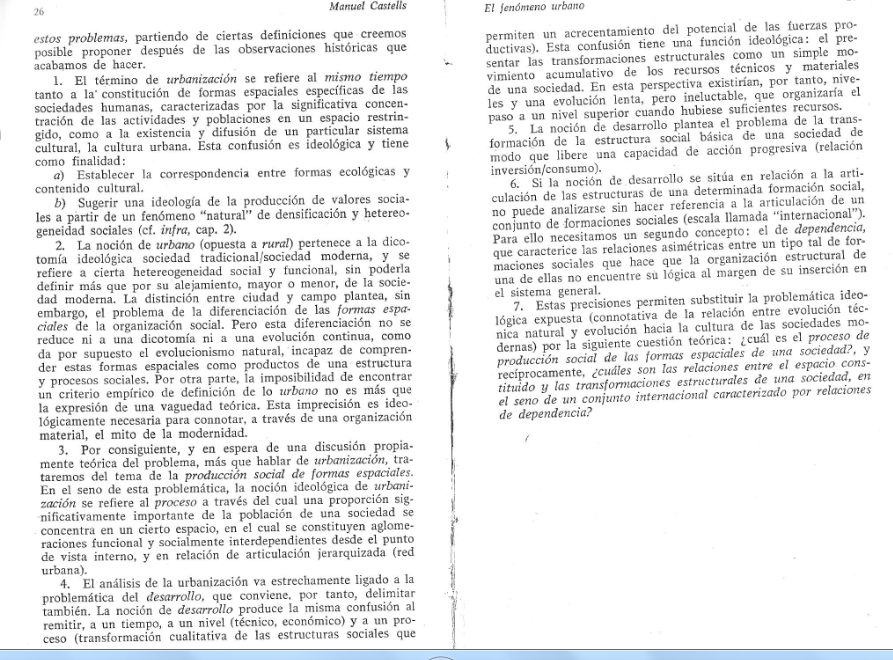 26
Manuel Castells
estos problemas, partiendo de ciertas definiciones que creemos
posible proponer después de las observaciones históricas que
acabamos de hacer.
1. El término de urbanización se refiere al mismo tiempo
tanto a la constitución de formas espaciales específicas de las
sociedades humanas, caracterizadas por la significativa concen-
tración de las actividades y poblaciones en un espacio restrin-
gido, como a la existencia y difusión de un particular sistema
cultural, la cultura urbana. Esta confusión es ideológica y tiene
como finalidad:
a) Establecer la correspondencia entre formas ecológicas y
contenido cultural.
b) Sugerir una ideología de la producción de valores socia-
les a partir de un fenómeno “natural” de densificación y hetereo-
geneidad sociales (cf. infra, cap. 2).
2. La noción de urbano (opuesta a rural) pertenece a la dico-
tomía ideológica sociedad tradicional/sociedad moderna, y se
refiere a cierta hetereogeneidad social y funcional, sin poderla
definir más que por su alejamiento, mayor o menor, de la socie-
dad moderna. La distinción entre ciudad y campo plantea, sin
embargo, el problema de la diferenciación de las formas espa-
ciales de la organización social. Pero esta diferenciación no se
reduce ni a una dicotomía ni a una evolución continua, como
da por supuesto el evolucionismo natural, incapaz de compren-
der estas formas espaciales como productos de una estructura
y procesos sociales. Por otra parte, la imposibilidad de encontrar
un criterio empírico de definición de lo urbano no es más que
la expresión de una vaguedad teórica. Esta imprecisión es ideo-
lógicamente necesaria para connotar, a través de una organización
material, el mito de la modernidad.
3. Por consiguiente, y en espera de una discusión propia-
mente teórica del problema, más que hablar de urbanización, tra-
taremos del tema de la producción social de formas espaciales.
En el seno de esta problemática, la noción ideológica de urbani-
zación se refiere al proceso a través del cual una proporción sig-
nificativamente importante de la población de una sociedad se
concentra en un cierto espacio, en el cual se constituyen aglome-
raciones funcional y socialmente interdependientes desde el punto
de vista interno, y en relación de articulación jerarquizada (red
urbana).
4. El análisis de la urbanización va estrechamente ligado a la
problemática del desarrollo, que conviene, por tanto, delimitar
también. La noción de desarrollo produce la misma confusión al
remitir, a un tiempo, a un nivel (técnico, económico) y a un pro-
ceso (transformación cualitativa de las estructuras sociales que
El fenómeno urbano
permiten un acrecentamiento del potencial de las fuerzas pro-
ductivas). Esta confusión tiene una función ideológica: el pre-
sentar las transformaciones estructurales como un simple mo-
vimiento acumulativo de los recursos técnicos y materiales
de una sociedad. En esta perspectiva existirían, por tanto, nive-
les y una evolución lenta, pero ineluctable, que organizaría el
paso a un nivel superior cuando hubiese suficientes recursos.
5. La noción de desarrollo plantea el problema de la trans-
formación de la estructura social básica de una sociedad de
modo que libere una capacidad de acción progresiva (relación
inversión/consumo).
6. Si la noción de desarrollo se sitúa en relación a la arti-
culación de las estructuras de una determinada formación social,
no puede analizarse sin hacer referencia a la articulación de un
conjunto de formaciones sociales (escala llamada “internacional”).
Para ello necesitamos un segundo concepto: el de dependencia,
que caracterice las relaciones asimétricas entre un tipo tal de for-
maciones sociales que hace que la organización estructural de
una de ellas no encuentre su lógica al margen de su inserción en
el sistema general.
7. Estas precisiones permiten substituir la problemática ideo-
lógica expuesta (connotativa de la relación entre evolución téc-
nica natural y evolución hacia la cultura de las sociedades mo-
dernas) por la siguiente cuestión teórica: ¿cuál es el proceso de
producción social de las formas espaciales de una sociedad?, y
recíprocamente, ¿cuáles son las relaciones entre el espacio cons-
tituido y las transformaciones estructurales de una sociedad, en
el seno de un conjunto internacional caracterizado por relaciones
de dependencia?